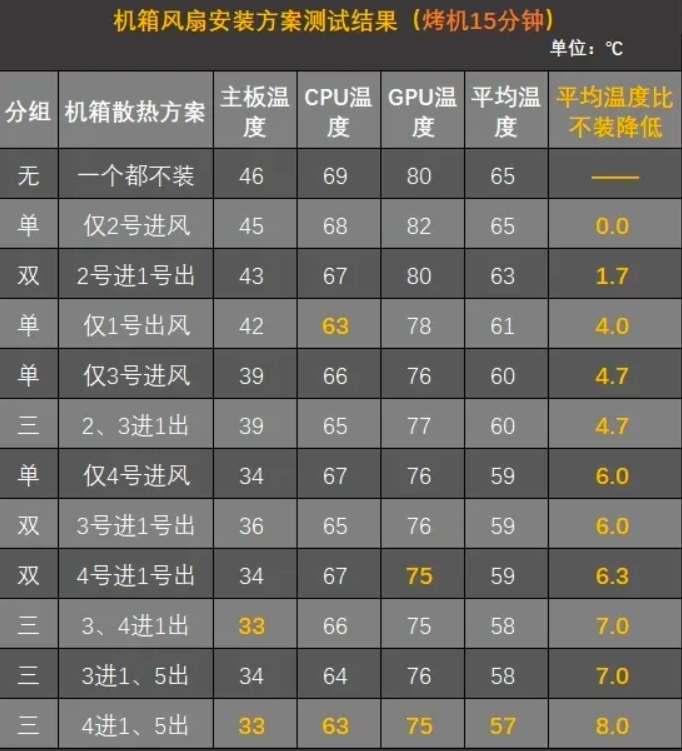 机箱风扇安装方案测试结果（烤机15分钟）
单位：℃
分组 机箱散热方案 主板温度 CPU温度 GPU温度 平均温度 平均温度比不装降低
无 一个都不装 46 69 80 65 ——
单 仅2号进风 45 68 82 65 0.0
双 2号进1号出 43 67 80 63 1.7
单 仅1号出风 42 63 78 61 4.0
单 仅3号进风 39 66 76 60 4.7
三 2、3进1出 39 65 77 60 4.7
单 仅4号进风 34 67 76 59 6.0
双 3号进1号出 36 65 76 59 6.0
双 4号进1号出 34 67 75 59 6.3
三 3、4进1出 33 66 75 58 7.0
三 3进1、5出 34 64 76 58 7.0
三 4进1、5出 33 63 75 57 8.0